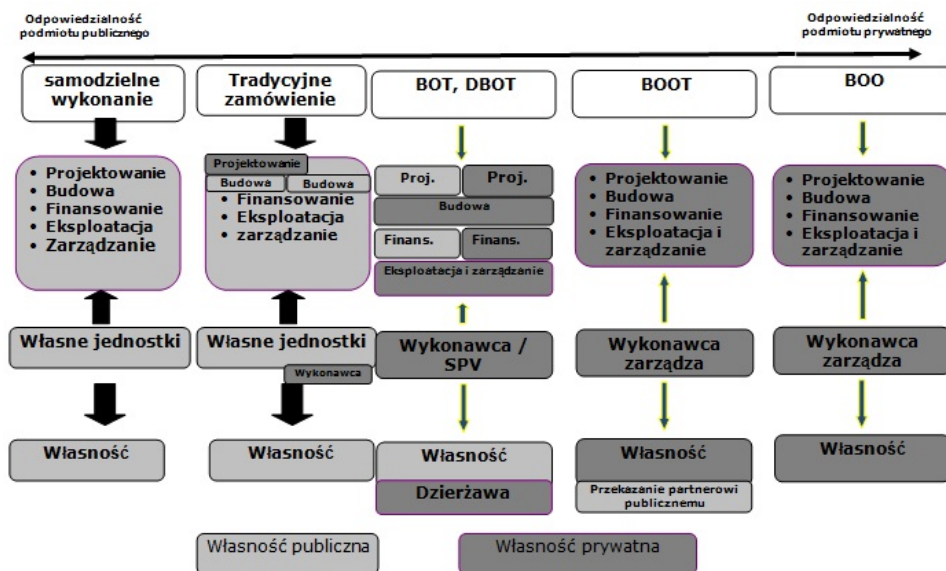 Odpowiedzialność
podmiotu publicznego
Odpowiedzialność
podmiotu prywatnego
samodzielne
wykonanie
Tradycyjne
zamówienie
BOT, DBOT
BOOT
BOO
• Projektowanie
• Budowa
• Finansowanie
• Eksploatacja
• Zarządzanie
Projektowanie
Budowa
Budowa
• Finansowanie
• Eksploatacja
• zarządzanie
Proj.
Proj.
Budowa
Finans.
Finans.
Eksploatacja i zarządzanie
• Projektowanie
• Budowa
• Finansowanie
• Eksploatacja i
zarządzanie
• Projektowanie
• Budowa
• Finansowanie
• Eksploatacja i
zarządzanie
Własne jednostki
Własne jednostki
Wykonawca
Wykonawca /
SPV
Wykonawca
zarządza
Wykonawca
zarządza
Własność
Własność
Własność
Dzierżawa
Własność
Przekazanie partnerowi
publicznemu
Własność
Własność publiczna
Własność prywatna